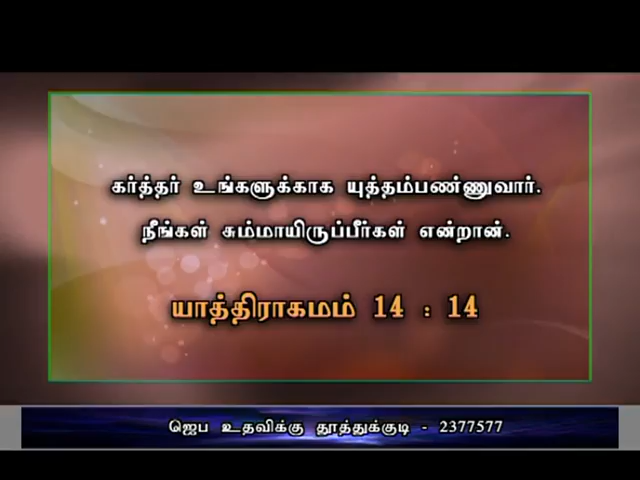 கர்த்தர் உங்களுக்காக யுத்தம்பண்ணுவார்.
நீங்கள் சும்மாயிருப்பீர்கள் என்றான்.
யாத்திராகமம் 14 : 14
ஜெப உதவிக்கு தூத்துக்குடி - 2377577